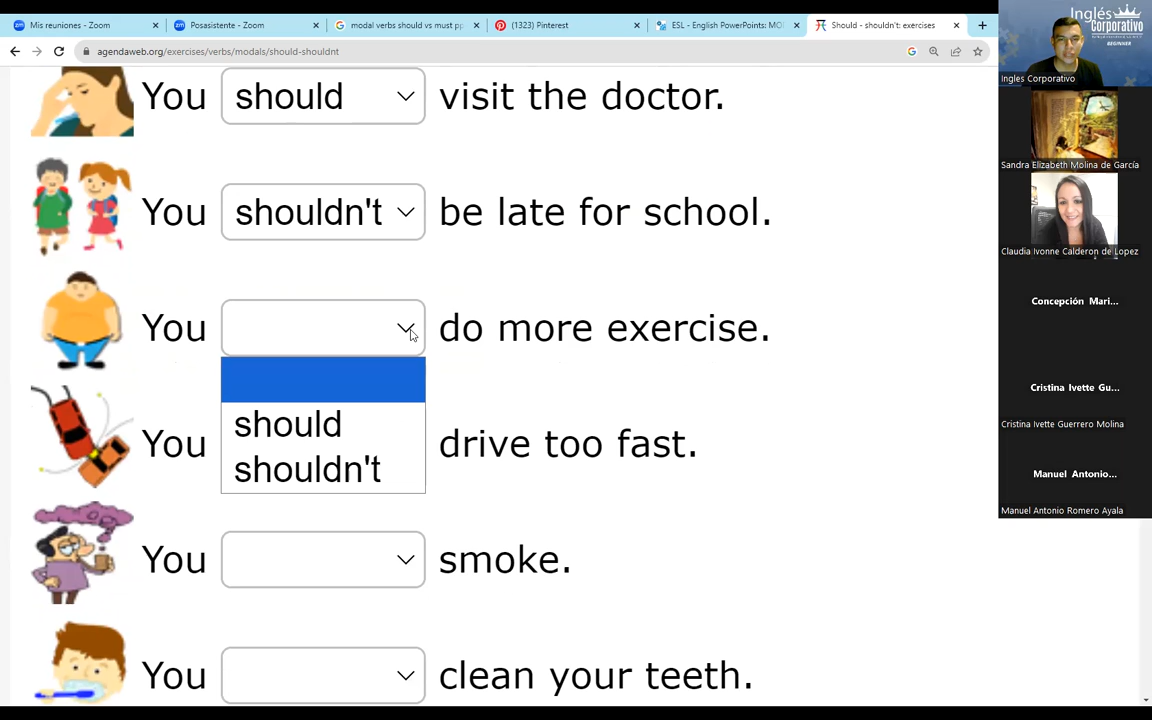 Mis reuniones - Zoom
Posasistente - Zoom
modal verbs should vs must pp
(1323) Pinterest
ESL - English PowerPoints: MO
Should - shouldn't: exercises
agendaweb.org/exercises/verbs/modals/should-shouldnt
You should visit the doctor.
You shouldn't be late for school.
You do more exercise.
should
shouldn't
You drive too fast.
You smoke.
You clean your teeth.
Inglés
Corporativo
BEGINNER
Ingles Corporativo
Sandra Elizabeth Molina de García
Claudia Ivonne Calderon de Lopez
Concepción Mari...
Cristina Ivette Gu...
Cristina Ivette Guerrero Molina
Manuel Antonio...
Manuel Antonio Romero Ayala